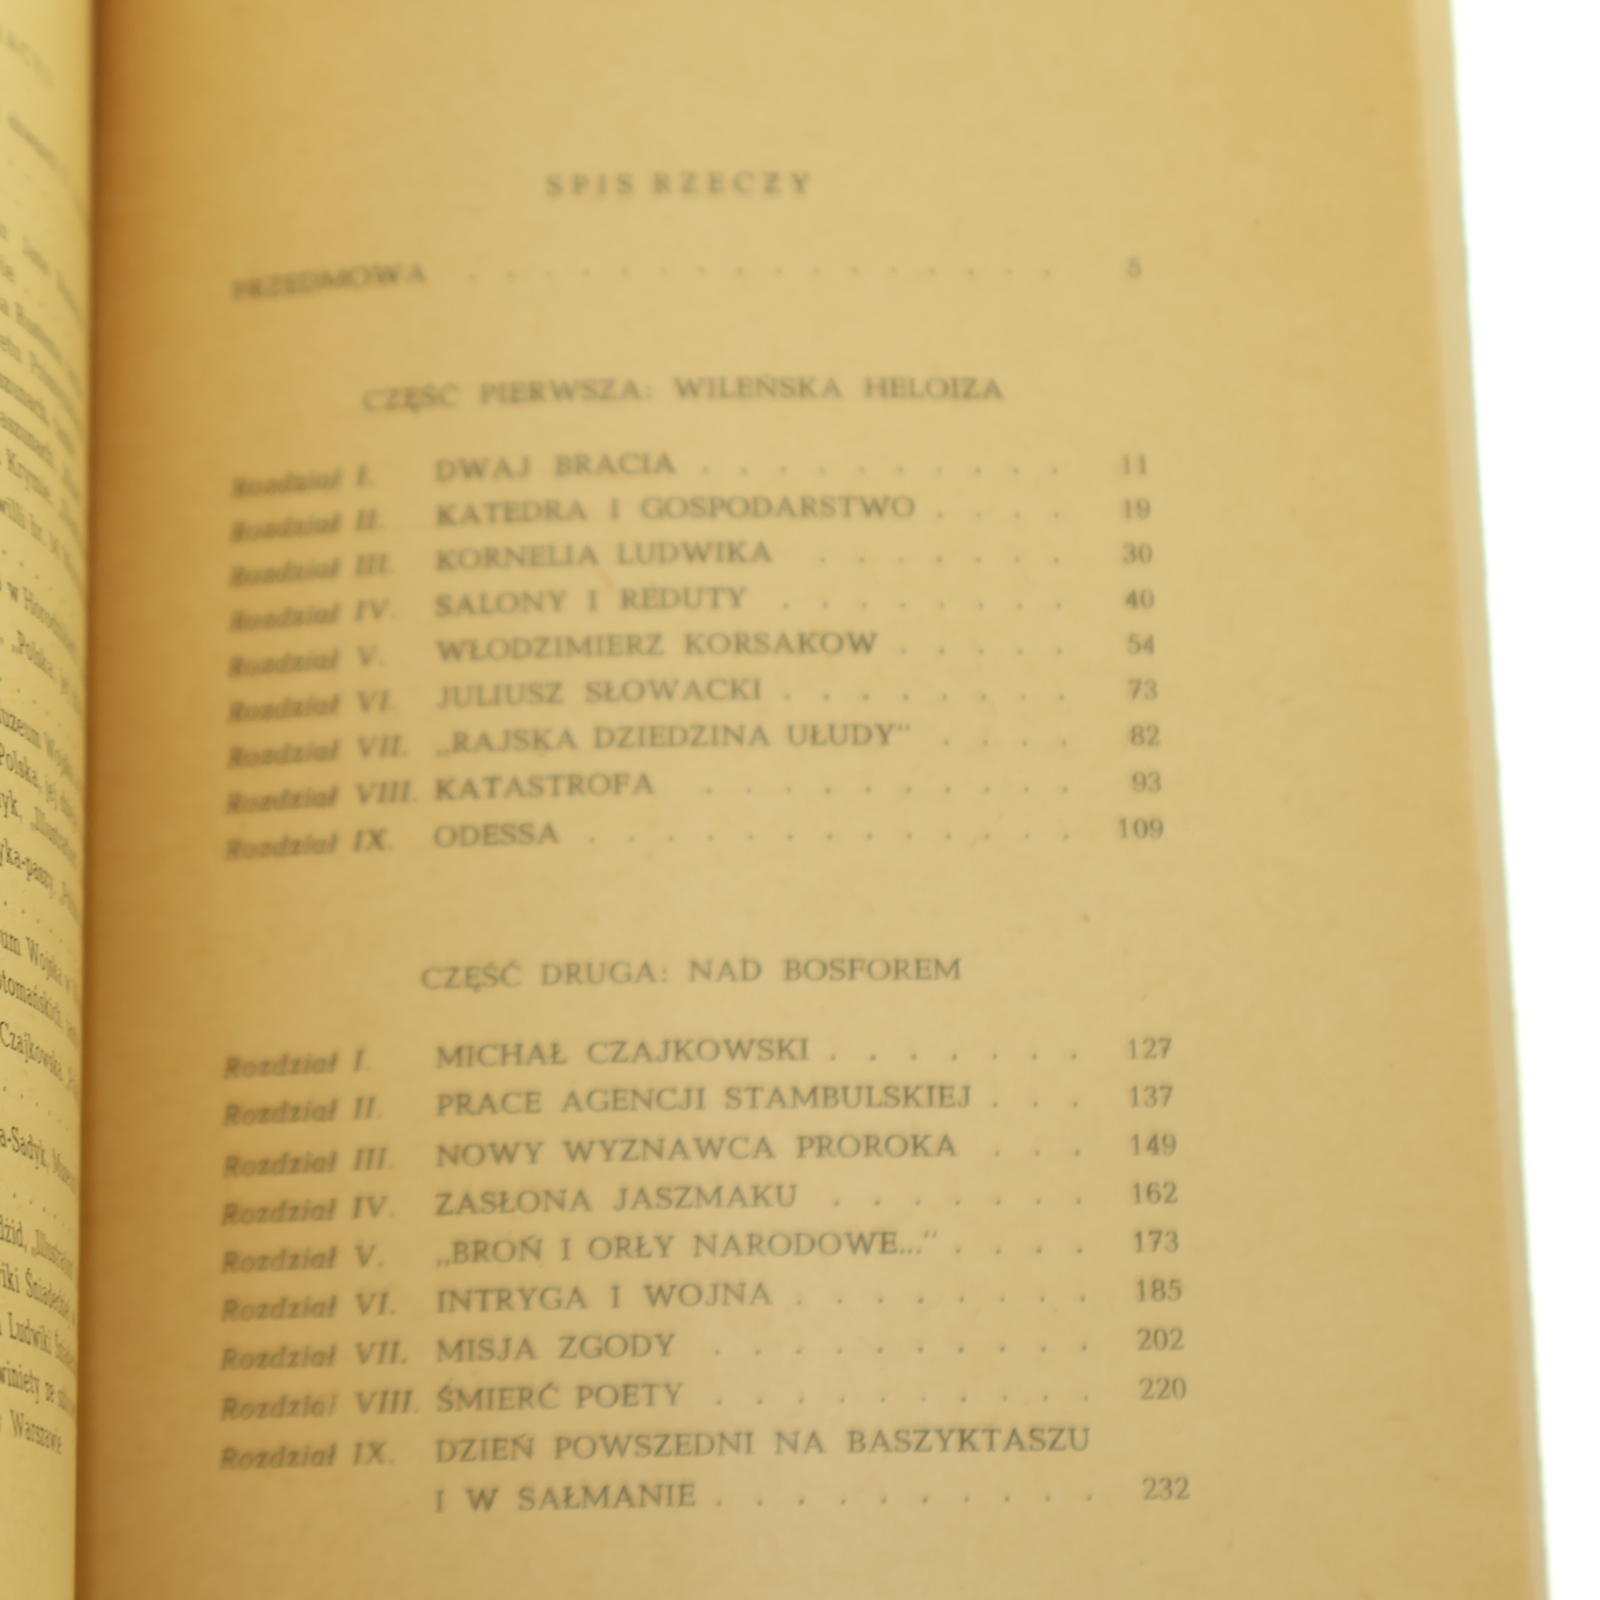 SPIS RZECZY
PRZEDMOWA . . . . . . . . . . . . . . . . 5
CZĘŚĆ PIERWSZA: WILEŃSKA HELOIZA
Rozdział I. DWAJ BRACIA . . . . . . . . . . 11
Rozdział II. KATEDRA I GOSPODARSTWO . . . . 19
Rozdział III. KORNELIA LUDWIKA . . . . . . . 30
Rozdział IV. SALONY I REDUTY . . . . . . . . 40
Rozdział V. WŁODZIMIERZ KORSAKOW . . . . . 54
Rozdział VI. JULIUSZ SŁOWACKI . . . . . . . . 73
Rozdział VII. „RAJSKA DZIEDZINA UŁUDY" . . . . 82
Rozdział VIII. KATASTROFA . . . . . . . . . . 93
Rozdział IX. ODESSA . . . . . . . . . . . . . 109
CZĘŚĆ DRUGA: NAD BOSFOREM
Rozdział I. MICHAŁ CZAJKOWSKI . . . . . . . 127
Rozdział II. PRACE AGENCJI STAMBULSKIEJ . . . 137
Rozdział III. NOWY WYZNAWCA PROROKA . . . 149
Rozdział IV. ZASŁONA JASZMAKU . . . . . . . 162
Rozdział V. „BROŃ I ORŁY NARODOWE..." . . . . 173
Rozdział VI. INTRYGA I WOJNA . . . . . . . . 185
Rozdział VII. MISJA ZGODY . . . . . . . . . . 202
Rozdział VIII. ŚMIERĆ POETY . . . . . . . . . . 220
Rozdział IX. DZIEŃ POWSZEDNI NA BASZYKTASZU
I W SAŁMANIE . . . . . . . . . . 232